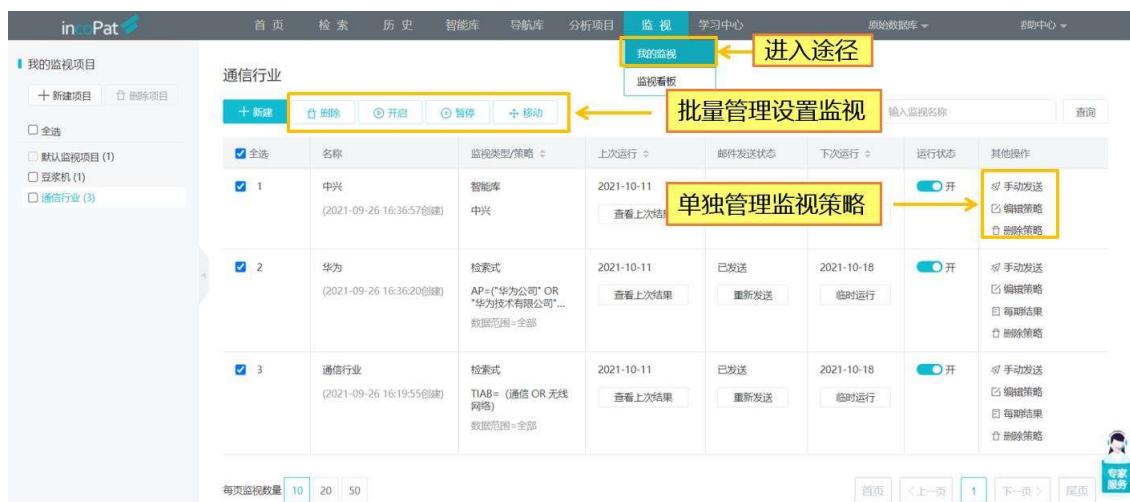 incoPat
首页 检索 历史 智能库 导航库 分析项目 监视 学习中心 原始数据库 帮助中心
我的监视
监视看板
进入途径
我的监视项目
新建项目 删除项目
全选
默认监视项目 (1)
豆浆机 (1)
通信行业 (3)
通信行业
新建 删除 开启 暂停 移动
批量管理设置监视
输入监视名称 查询
全选 名称 监视类型/策略 上次运行 邮件发送状态 下次运行 运行状态 其他操作
1 中兴 智能库 2021-10-11 开 手动发送
(2021-09-26 16:36:57创建) 中兴 查看上次结 编辑策略
删除策略
单独管理监视策略
2 华为 检索式 2021-10-11 已发送 2021-10-18 开 手动发送
(2021-09-26 16:36:20创建) AP=("华为公司" OR 查看上次结果 重新发送 临时运行 编辑策略
"华为技术有限公司"... 每期结果
数据范围=全部 删除策略
3 通信行业 检索式 2021-10-11 已发送 2021-10-18 开 手动发送
(2021-09-26 16:19:55创建) TIAB= (通信 OR 无线 查看上次结果 重新发送 临时运行 编辑策略
网络) 每期结果
数据范围=全部 删除策略
专家
服务
每页监视数量 10 20 50 首页 <上一页 1 下一页> 尾页